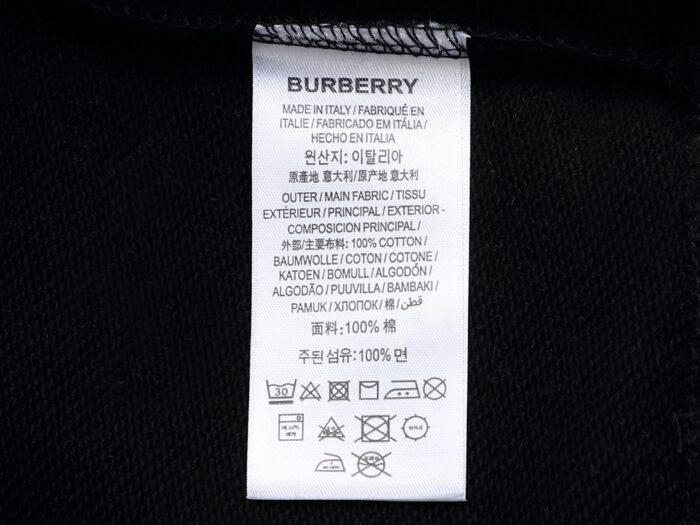 BURBERRY
MADE IN ITALY / FABRIQUÉ EN
ITALIE / FABRICADO EM ITÁLIA /
HECHO EN ITALIA
원산지: 이탈리아
原產地 意大利/原产地 意大利
OUTER / MAIN FABRIC / TISSU
EXTÉRIEUR / PRINCIPAL / EXTERIOR -
COMPOSICION PRINCIPAL /
外部/主要布料: 100% COTTON /
BAUMWOLLE / COTON / COTONE /
KATOEN / BOMULL / ALGODÓN /
ALGODÃO / PUUVILLA / BAMBAKI /
PAMUK / ХЛОПОК / 棉 / قطن
面料:100% 棉
주된 섬유:100% 면
30